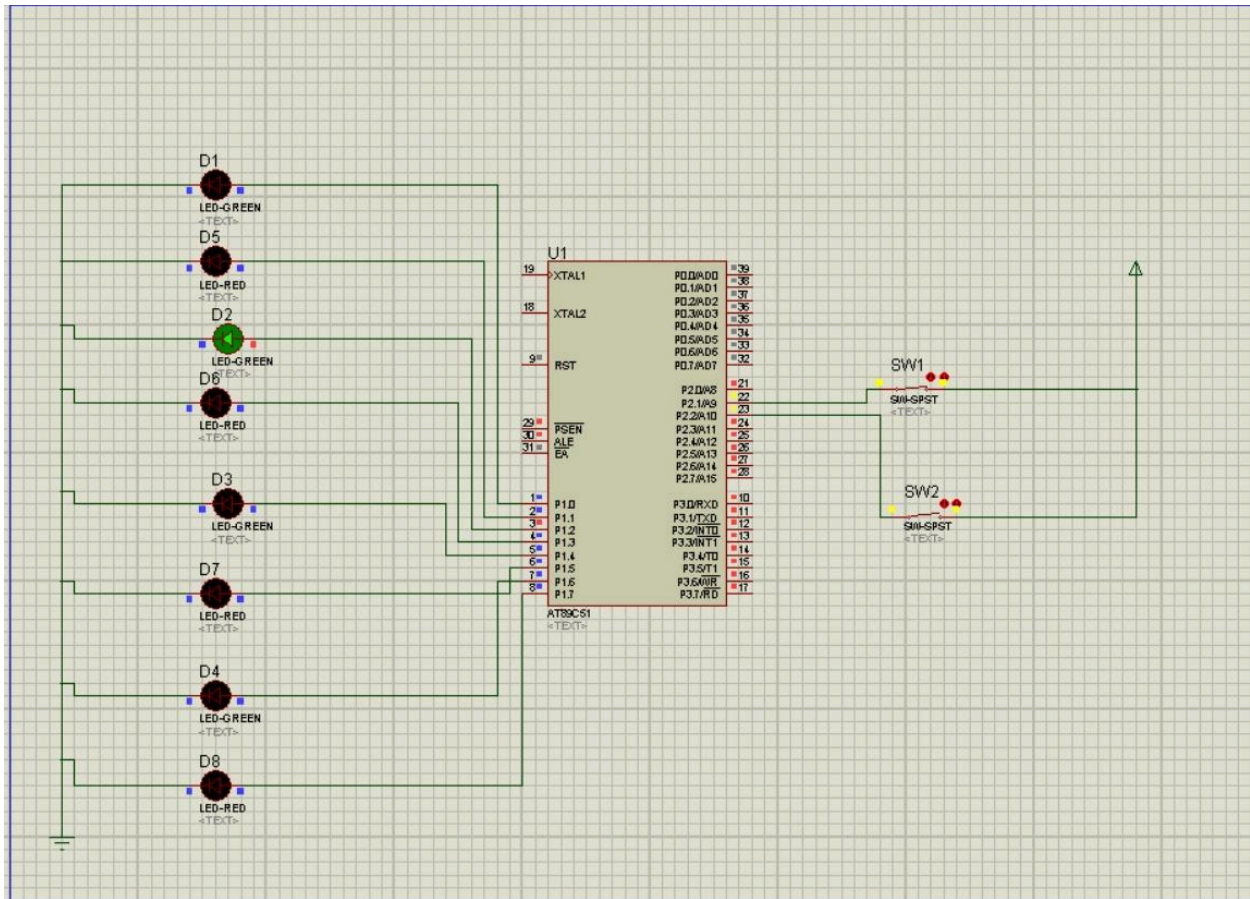 D1
LED-GREEN
<TEXT>
D5
LED-RED
<TEXT>
D2
LED-GREEN
<TEXT>
D6
LED-RED
<TEXT>
D3
LED-GREEN
<TEXT>
D7
LED-RED
<TEXT>
D4
LED-GREEN
<TEXT>
D8
LED-RED
<TEXT>
U1
19 XTAL1
18 XTAL2
9 RST
29 PSEN
30 ALE
31 EA
1 P1.0
2 P1.1
3 P1.2
4 P1.3
5 P1.4
6 P1.5
7 P1.6
8 P1.7
P0.0/AD0 39
P0.1/AD1 38
P0.2/AD2 37
P0.3/AD3 36
P0.4/AD4 35
P0.5/AD5 34
P0.6/AD6 33
P0.7/AD7 32
P2.0/A8 21
P2.1/A9 22
P2.2/A10 23
P2.3/A11 24
P2.4/A12 25
P2.5/A13 26
P2.6/A14 27
P2.7/A15 28
P3.0/RXD 10
P3.1/TXD 11
P3.2/INT0 12
P3.3/INT1 13
P3.4/T0 14
P3.5/T1 15
P3.6/WR 16
P3.7/RD 17
AT89C51
<TEXT>
SW1
SW-SPST
<TEXT>
SW2
SW-SPST
<TEXT>